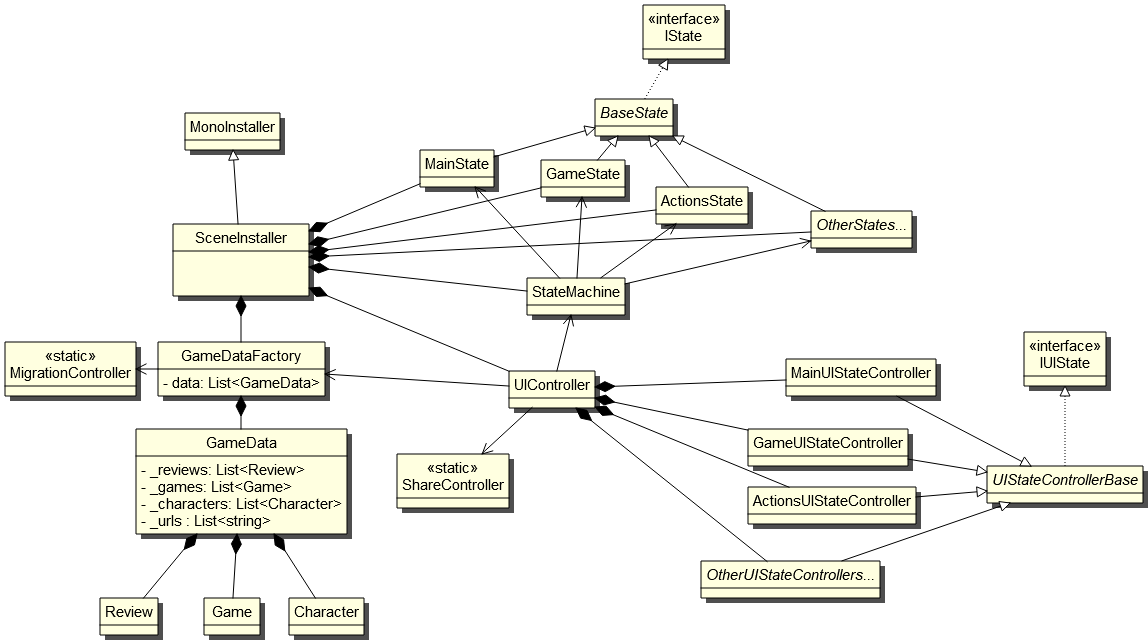 «interface»
IState
BaseState
MonoInstaller
MainState
GameState
ActionsState
OtherStates...
SceneInstaller
StateMachine
«static»
MigrationController
GameDataFactory
- data: List<GameData>
UIController
MainUIStateController
«interface»
IUIState
GameData
- _reviews: List<Review>
- _games: List<Game>
- _characters: List<Character>
- _urls : List<string>
«static»
ShareController
GameUIStateController
ActionsUIStateController
UIStateControllerBase
OtherUIStateControllers...
Review
Game
Character